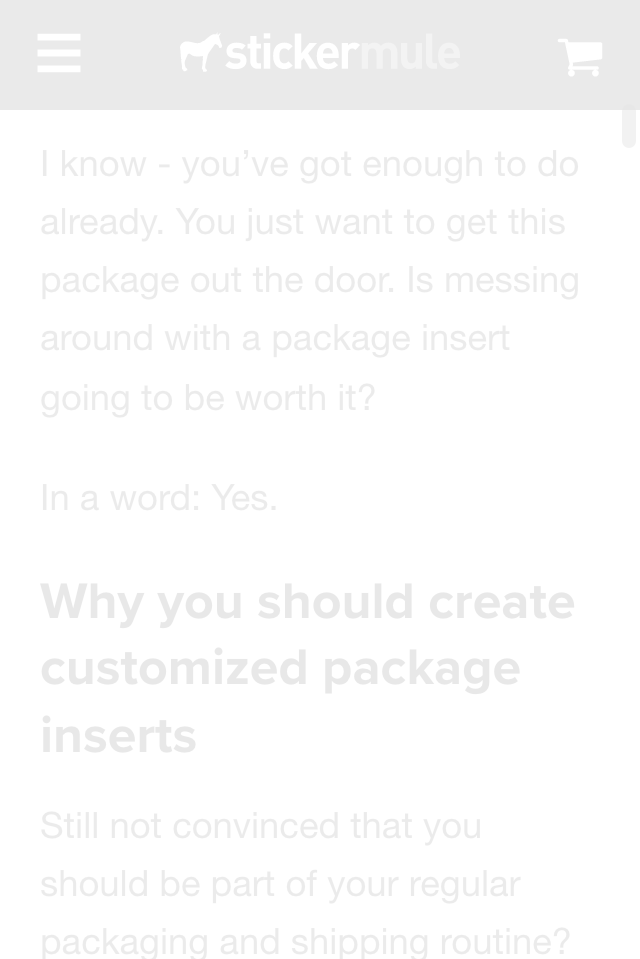 stickermule
I know - you’ve got enough to do
already. You just want to get this
package out the door. Is messing
around with a package insert
going to be worth it?
In a word: Yes.
Why you should create
customized package
inserts
Still not convinced that you
should be part of your regular
packaging and shipping routine?